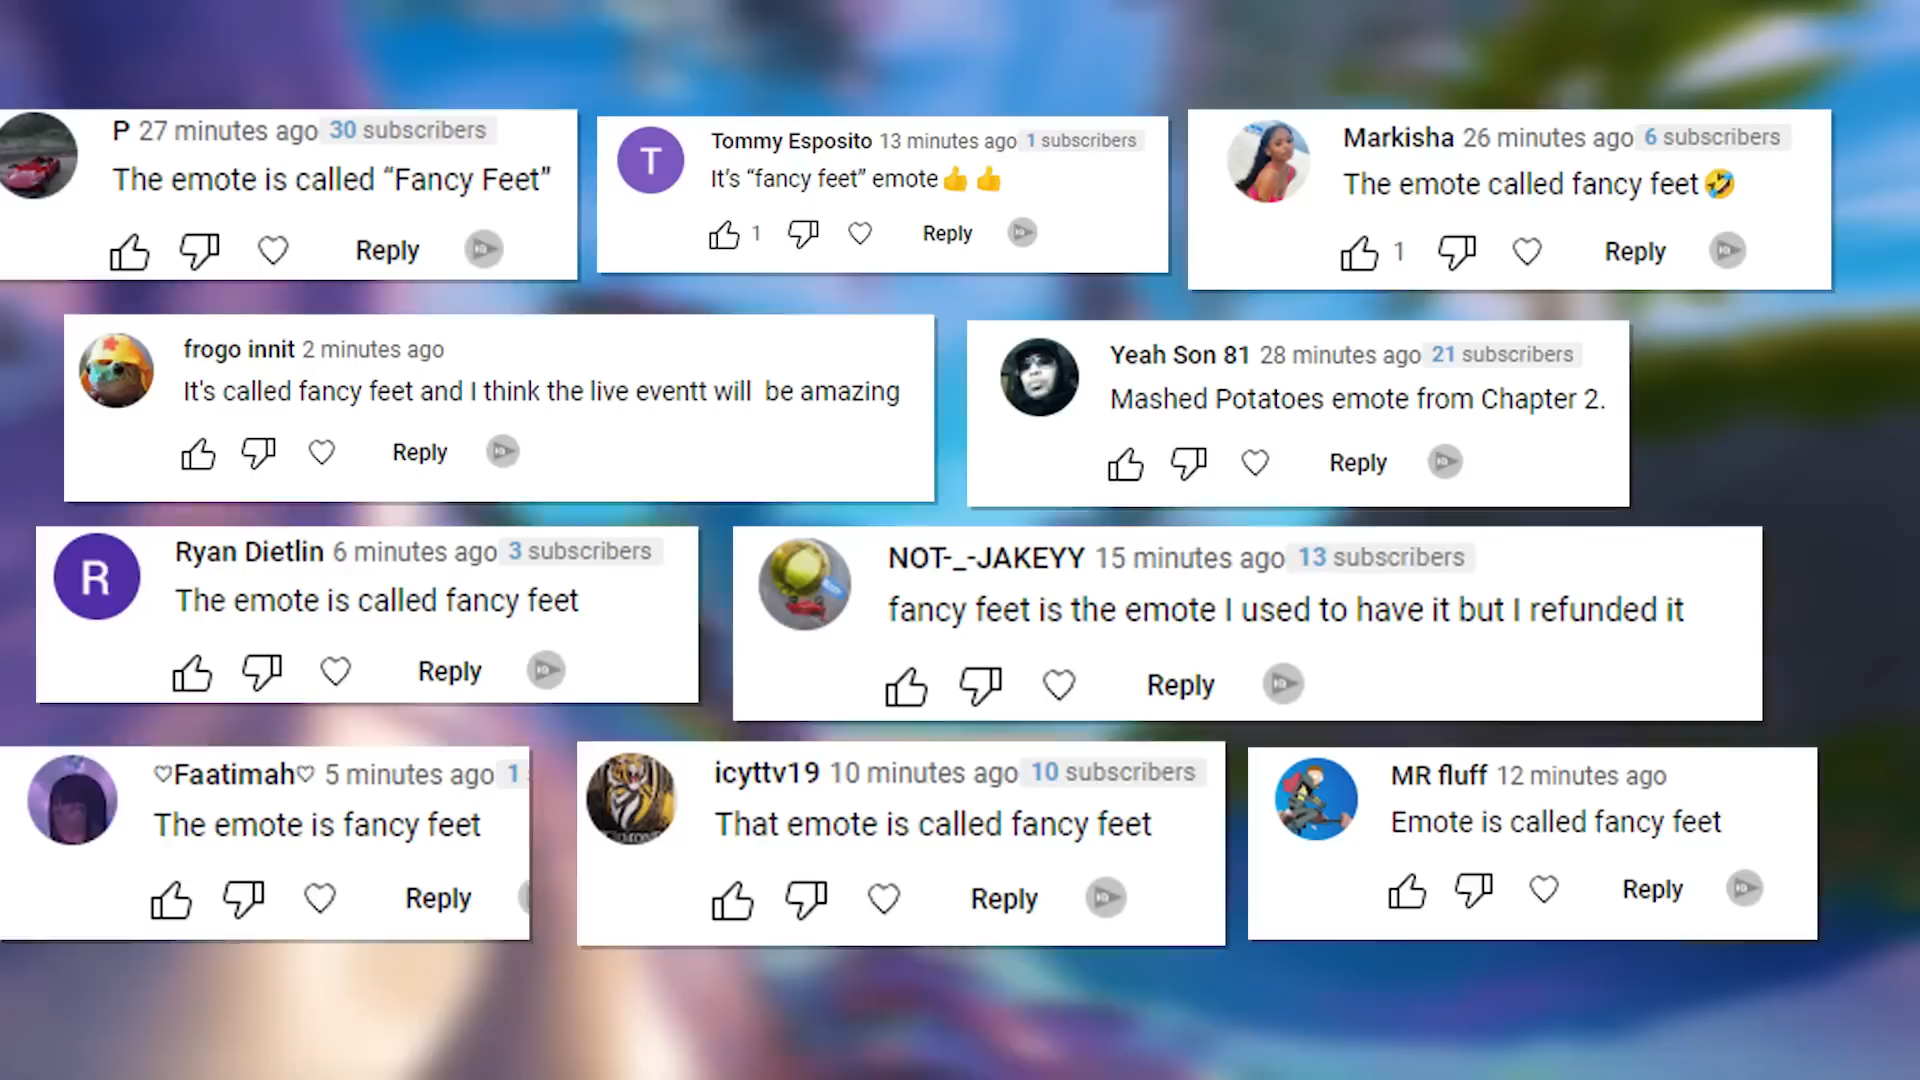 P 27 minutes ago 30 subscribers
The emote is called “Fancy Feet”
Reply
T
Tommy Esposito 13 minutes ago 1 subscribers
It's “fancy feet” emote👍👍
1 Reply
Markisha 26 minutes ago 6 subscribers
The emote called fancy feet🤣
1 Reply
frogo innit 2 minutes ago
It's called fancy feet and I think the live eventt will be amazing
Reply
Yeah Son 81 28 minutes ago 21 subscribers
Mashed Potatoes emote from Chapter 2.
Reply
R
Ryan Dietlin 6 minutes ago 3 subscribers
The emote is called fancy feet
Reply
NOT-_-JAKEYY 15 minutes ago 13 subscribers
fancy feet is the emote I used to have it but I refunded it
Reply
♡Faatimah♡ 5 minutes ago 1
The emote is fancy feet
Reply
icyttv19 10 minutes ago 10 subscribers
That emote is called fancy feet
Reply
MR fluff 12 minutes ago
Emote is called fancy feet
Reply